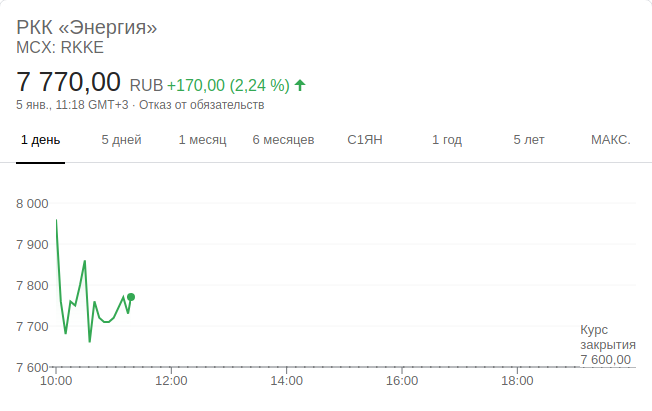 РКК «Энергия»
MCX: RKKE
7 770,00 RUB +170,00 (2,24 %)
5 янв., 11:18 GMT+3 · Отказ от обязательств
1 день 5 дней 1 месяц 6 месяцев С1ЯН 1 год 5 лет МАКС.
8 000
7 900
7 800
7 700
Курс
закрытия
7 600,00
7 600
10:00 12:00 14:00 16:00 18:00